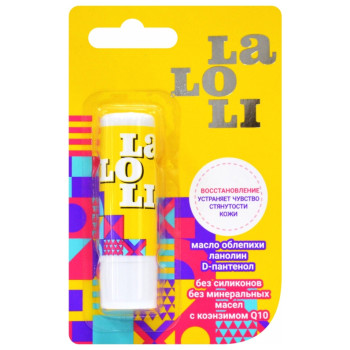 La
LO
LI
La
LO
LI
ВОССТАНОВЛЕНИЕ
УСТРАНЯЕТ ЧУВСТВО
СТЯНУТОСТИ
КОЖИ
масло облепихи
ланолин
D-пантенол
без силиконов
без минеральных
масел
с коэнзимом Q10